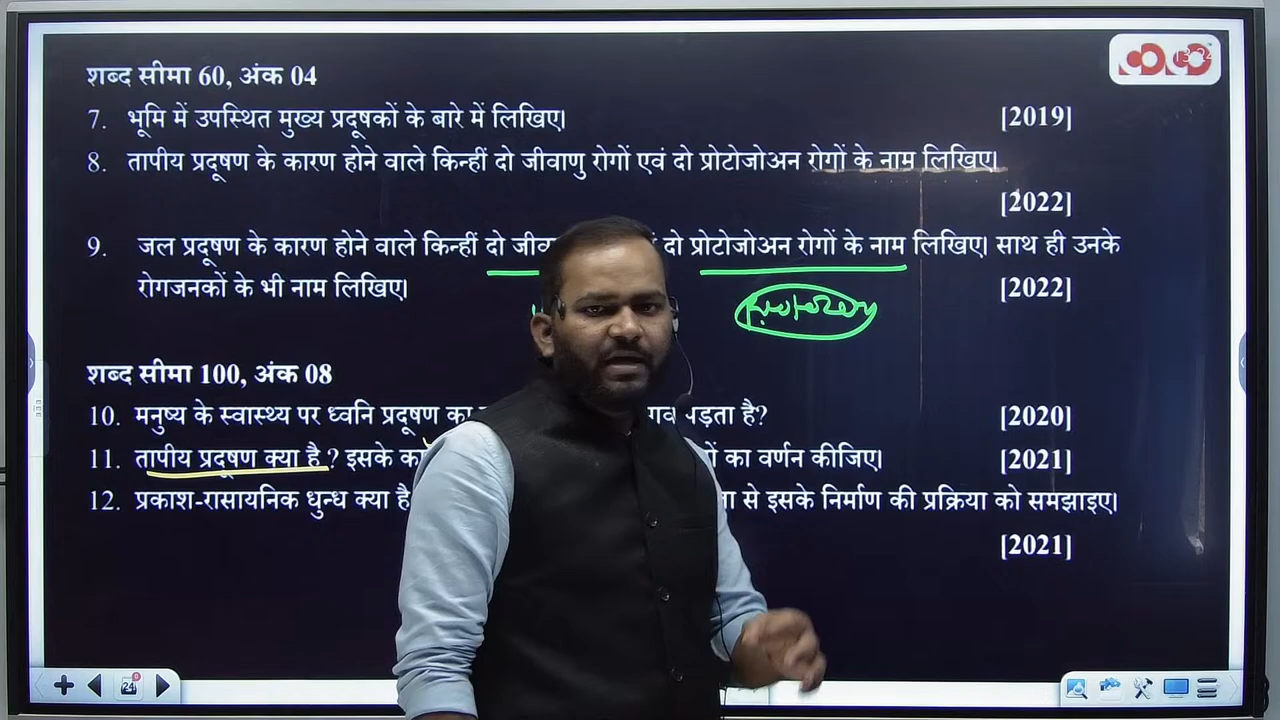 शब्द सीमा 60, अंक 04
7. भूमि में उपस्थित मुख्य प्रदूषकों के बारे में लिखिए। [2019]
8. तापीय प्रदूषण के कारण होने वाले किन्हीं दो जीवाणु रोगों एवं दो प्रोटोजोअन रोगों के नाम लिखिए।
[2022]
9. जल प्रदूषण के कारण होने वाले किन्हीं दो दो प्रोटोजोअन रोगों के नाम लिखिए। साथ ही उनके
रोगजनकों के भी नाम लिखिए। [2022]
शब्द सीमा 100, अंक 08
10. मनुष्य के स्वास्थ्य पर ध्वनि प्रदूषण का पड़ता है? [2020]
11. तापीय प्रदूषण क्या है? इसके का वर्णन कीजिए। [2021]
12. प्रकाश-रासायनिक धुन्ध क्या है से इसके निर्माण की प्रक्रिया को समझाइए।
[2021]
24